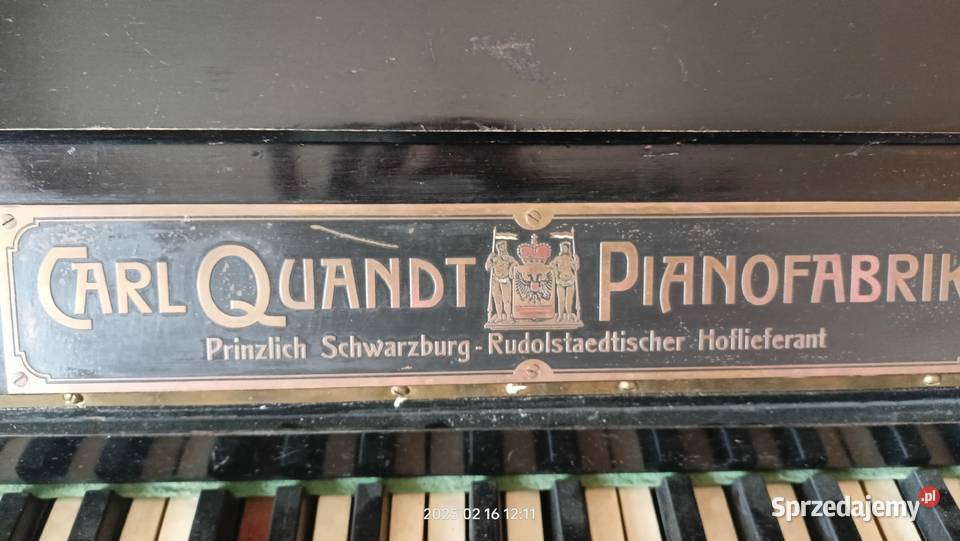 CARL QUANDT PIANOFABRIK
Prinzlich Schwarzburg-Rudolstaedtischer Hoflieferant
2025 02 16 12:11
Sprzedajemy .pl